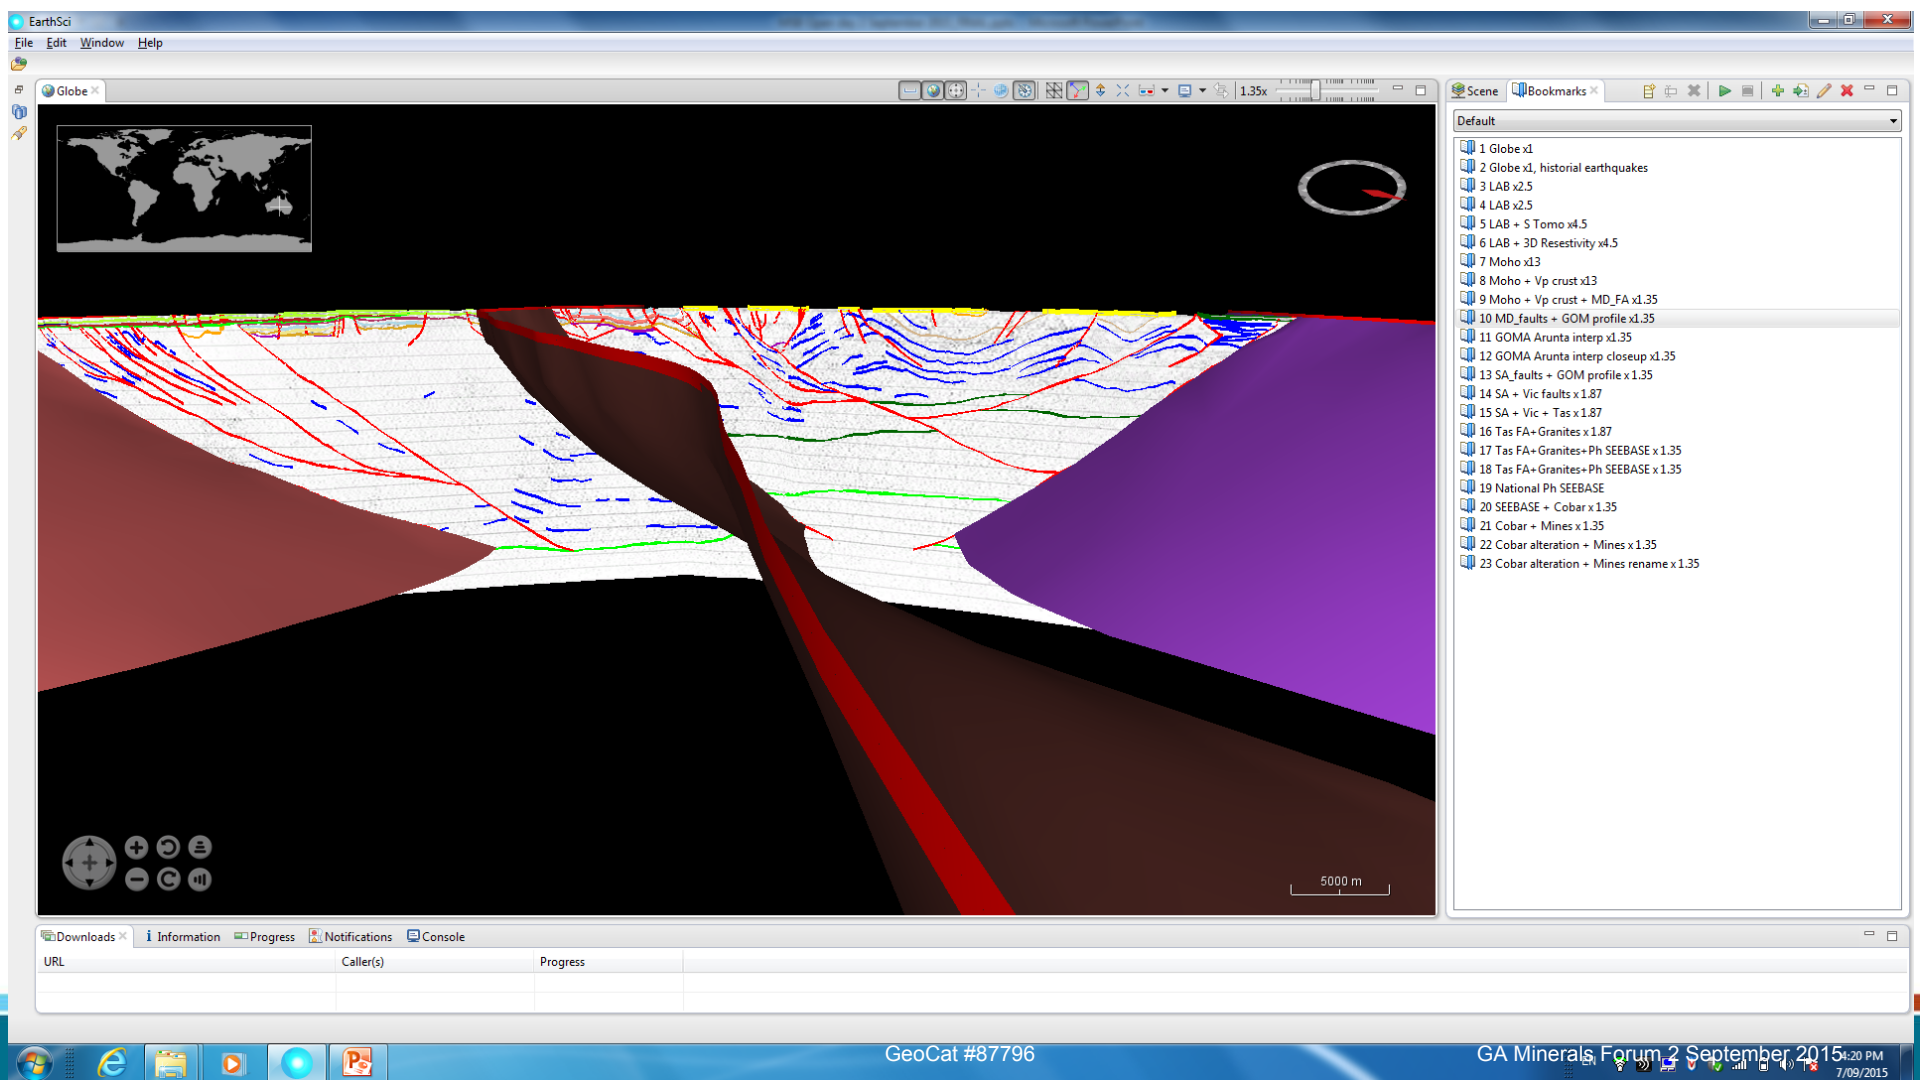 EarthSci
File Edit Window Help
Globe
1.35x
Scene Bookmarks
Default
1 Globe x1
2 Globe x1, historial earthquakes
3 LAB x2.5
4 LAB x2.5
5 LAB + S Tomo x4.5
6 LAB + 3D Resestivity x4.5
7 Moho x13
8 Moho + Vp crust x13
9 Moho + Vp crust + MD_FA x1.35
10 MD_faults + GOM profile x1.35
11 GOMA Arunta interp x1.35
12 GOMA Arunta interp closeup x1.35
13 SA_faults + GOM profile x 1.35
14 SA + Vic faults x 1.87
15 SA + Vic + Tas x 1.87
16 Tas FA+Granites x 1.87
17 Tas FA+Granites+Ph SEEBASE x 1.35
18 Tas FA+Granites+Ph SEEBASE x 1.35
19 National Ph SEEBASE
20 SEEBASE + Cobar x 1.35
21 Cobar + Mines x 1.35
22 Cobar alteration + Mines x 1.35
23 Cobar alteration + Mines rename x 1.35
5000 m
Downloads Information Progress Notifications Console
URL Caller(s) Progress
GeoCat #87796
GA Minerals Forum 2 September 2015
EN
4:20 PM
7/09/2015